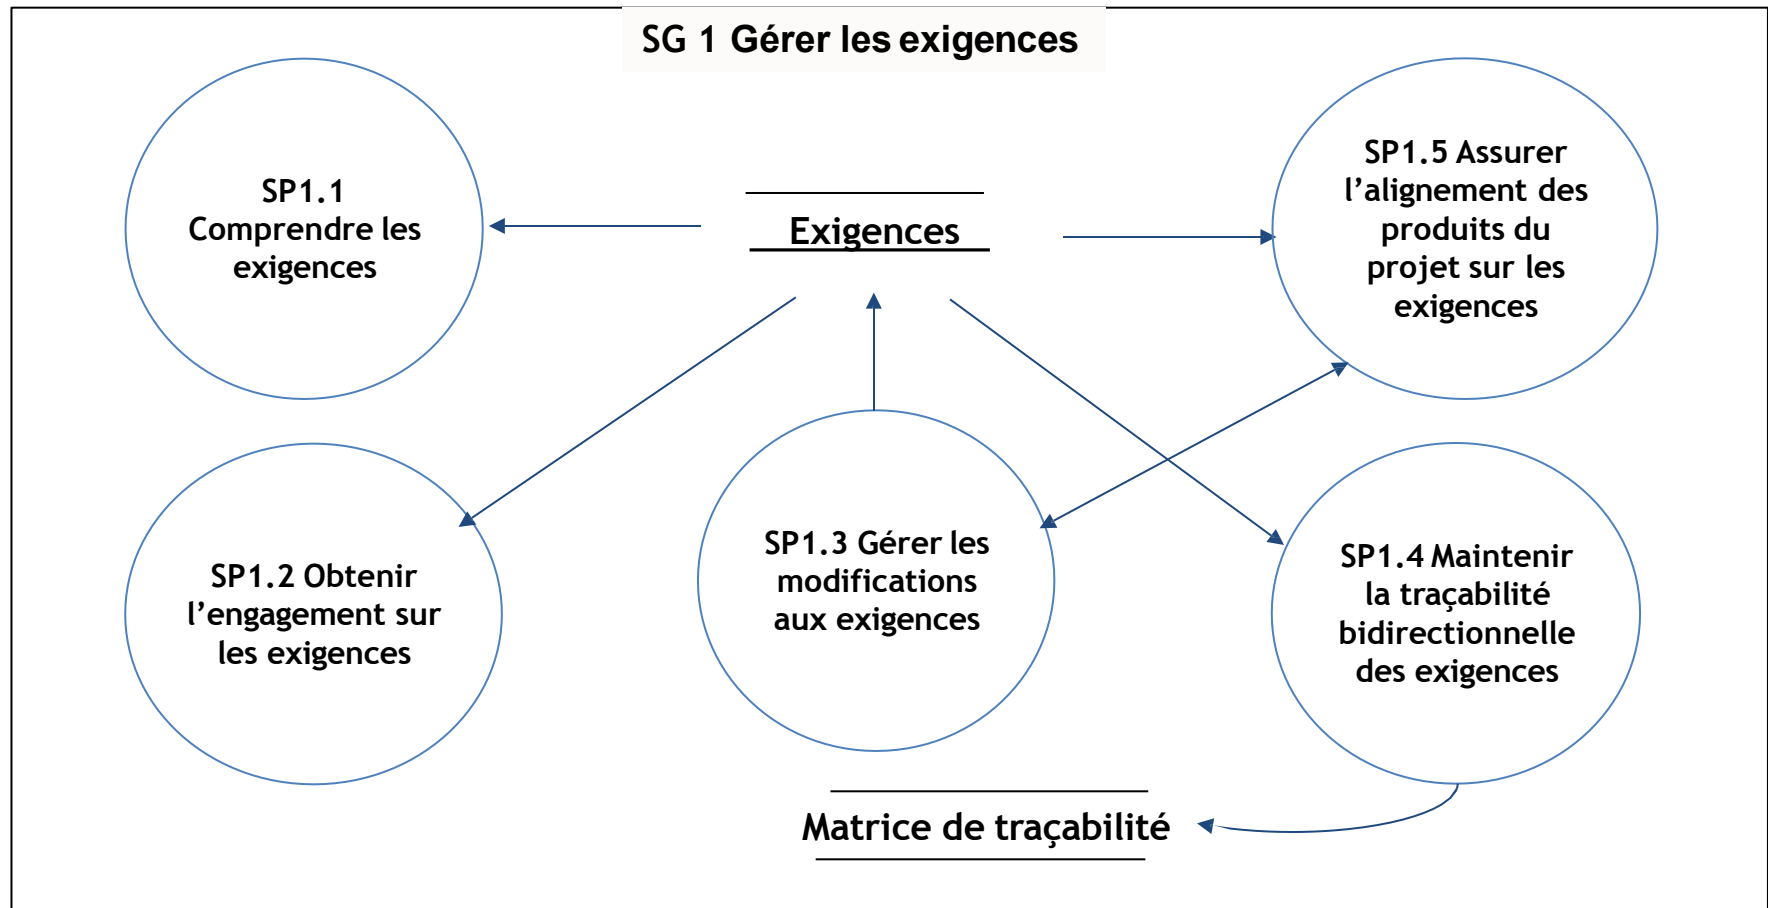 SG 1 Gérer les exigences
SP1.1
Comprendre les
exigences
Exigences
SP1.5 Assurer
l’alignement des
produits du
projet sur les
exigences
SP1.2 Obtenir
l’engagement sur
les exigences
SP1.3 Gérer les
modifications
aux exigences
SP1.4 Maintenir
la traçabilité
bidirectionnelle
des exigences
Matrice de traçabilité